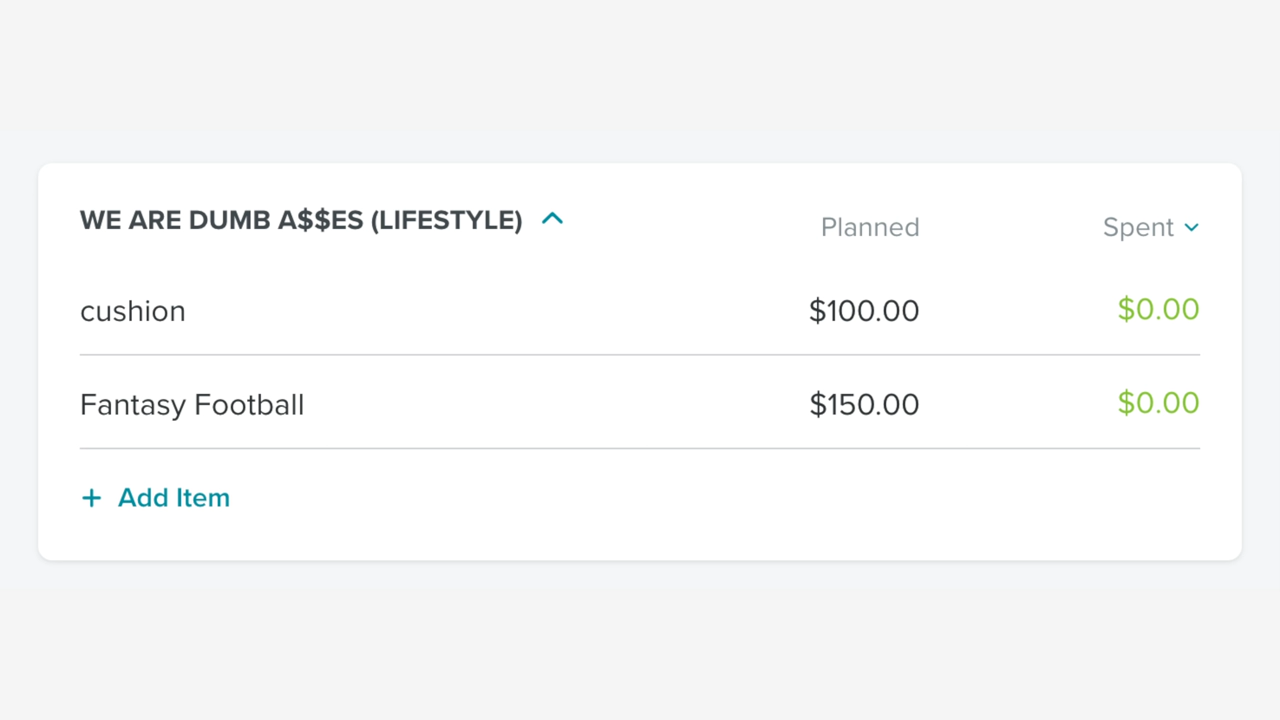 WE ARE DUMB A$$ES (LIFESTYLE) Planned Spent
cushion $100.00 $0.00
Fantasy Football $150.00 $0.00
+ Add Item